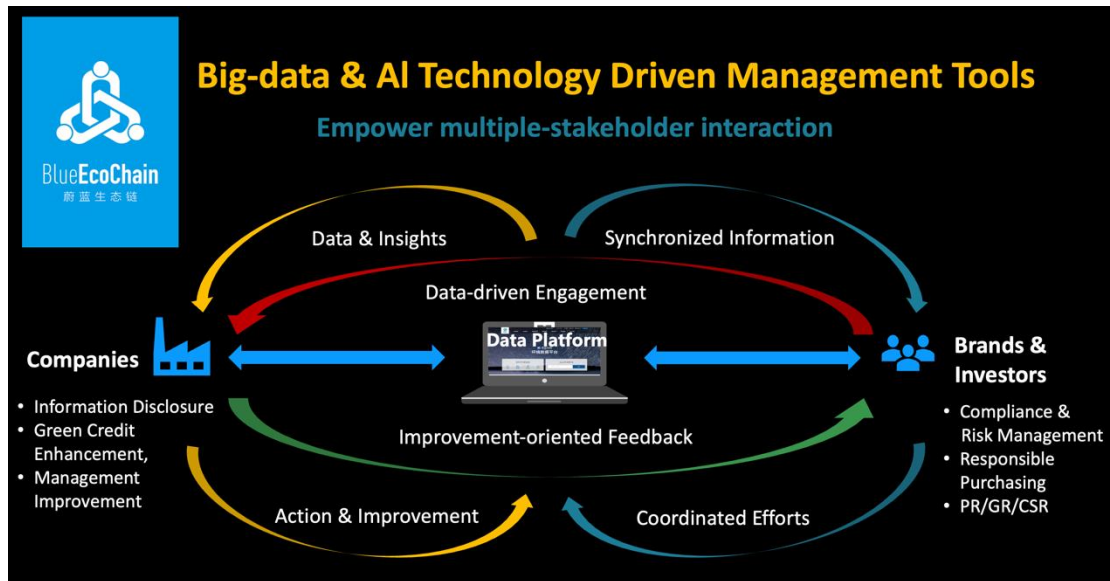 Big-data & AI Technology Driven Management Tools
Empower multiple-stakeholder interaction
BlueEcoChain
蔚蓝生态链
Data & Insights
Synchronized Information
Data-driven Engagement
Data Platform
Companies
• Information Disclosure
• Green Credit
Enhancement,
• Management
Improvement
Brands &
Investors
• Compliance &
Risk Management
• Responsible
Purchasing
• PR/GR/CSR
Improvement-oriented Feedback
Action & Improvement
Coordinated Efforts